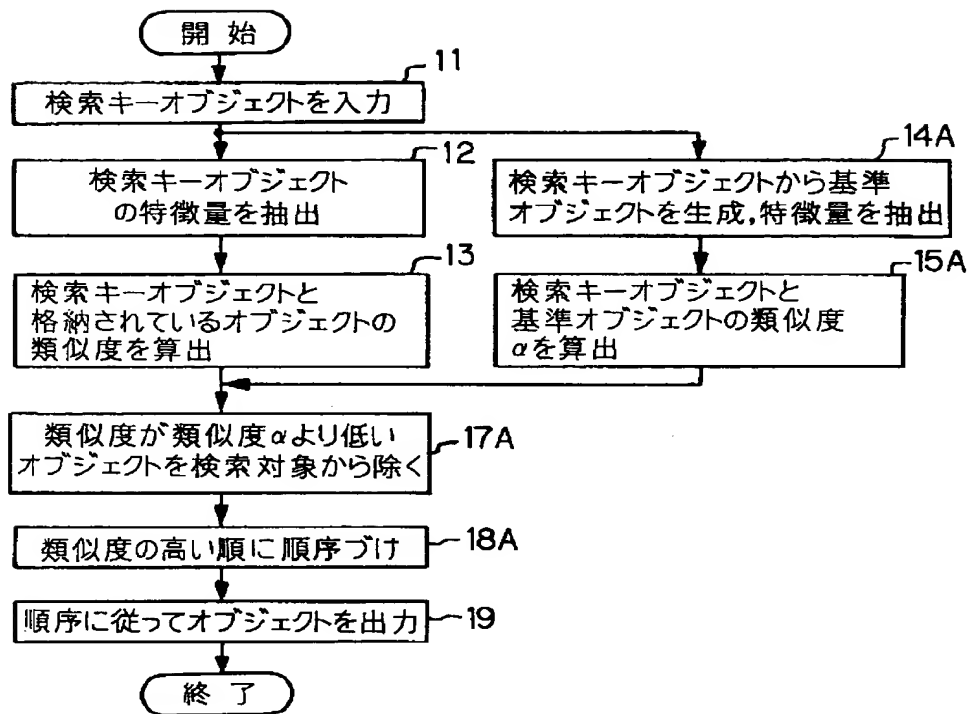 開始
11
検索キーオブジェクトを入力
12
検索キーオブジェクト
の特徴量を抽出
14A
検索キーオブジェクトから基準
オブジェクトを生成,特徴量を抽出
13
検索キーオブジェクトと
格納されているオブジェクトの
類似度を算出
15A
検索キーオブジェクトと
基準オブジェクトの類似度
αを算出
類似度が類似度αより低い
オブジェクトを検索対象から除く
17A
類似度の高い順に順序づけ
18A
順序に従ってオブジェクトを出力
19
終了